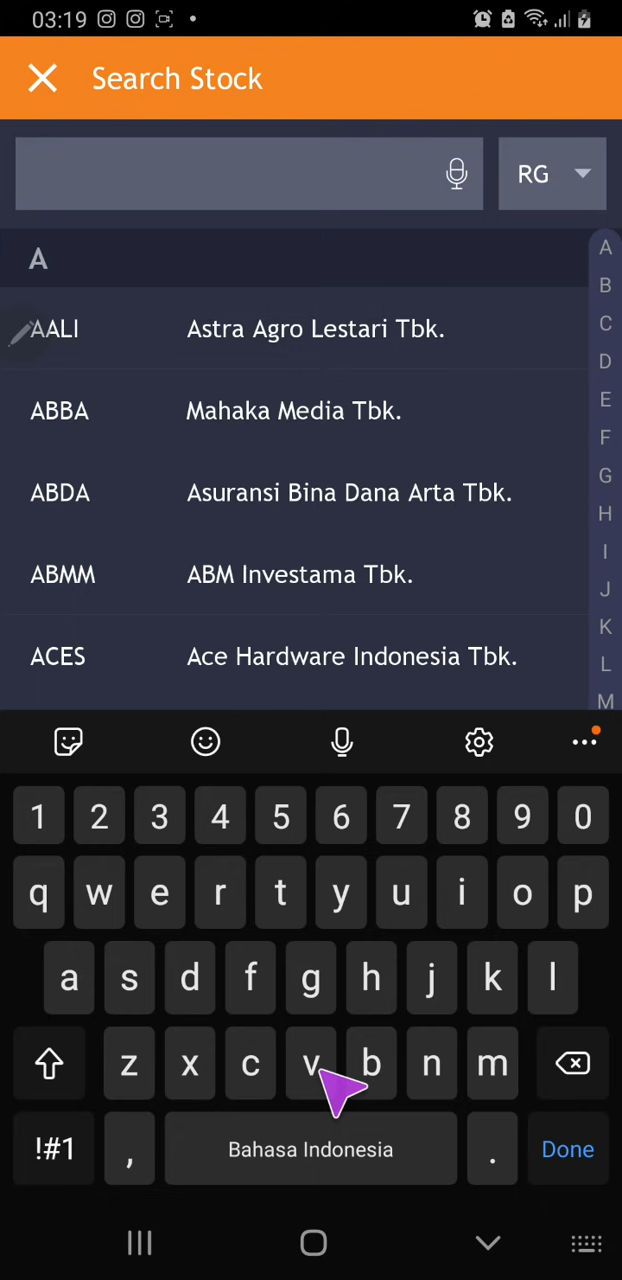 03:19
Search Stock
RG
A
AALI Astra Agro Lestari Tbk.
ABBA Mahaka Media Tbk.
ABDA Asuransi Bina Dana Arta Tbk.
ABMM ABM Investama Tbk.
ACES Ace Hardware Indonesia Tbk.
A
B
C
D
E
F
G
H
I
J
K
L
M
1 2 3 4 5 6 7 8 9 0
q w e r t y u i o p
a s d f g h j k l
z x c v b n m
!#1 , Bahasa Indonesia . Done